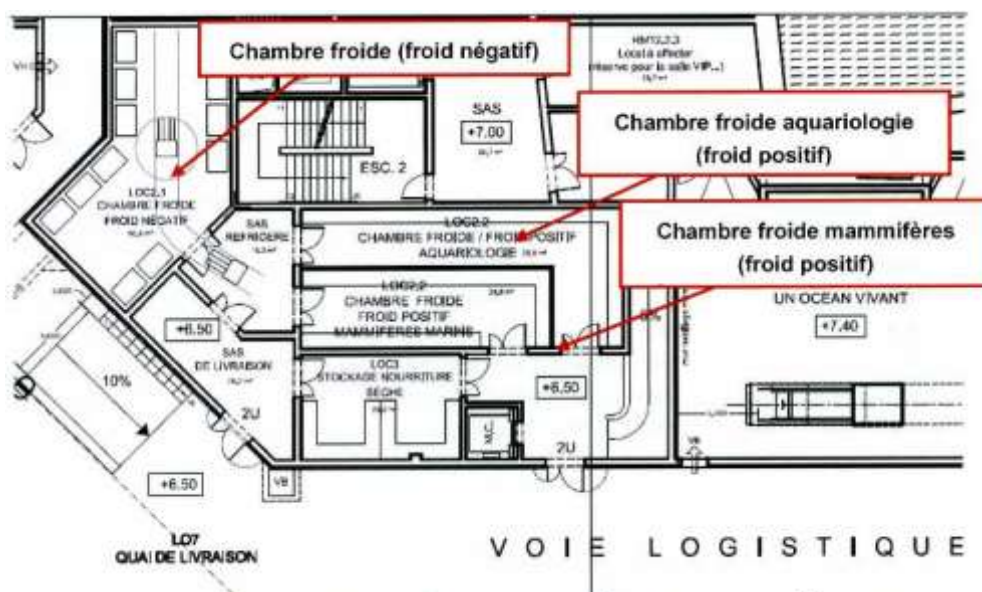 Chambre froide (froid négatif)
Chambre froide aquariologie
(froid positif)
Chambre froide mammifères
(froid positif)
Local à affecter
SAS
+7.00
ESC. 2
LOC2.1
CHAMBRE FROIDE
FROID NÉGATIF
SAS
REFRIGERE
LOC2.2
CHAMBRE FROIDE / FROID POSITIF
AQUARIOLOGIE
LOC2.2
CHAMBRE FROIDE
FROID POSITIF
MAMMIFERES MARINS
UN OCEAN VIVANT
+7.40
+6.50
SAS
DE LIVRAISON
LOC3
STOCKAGE NOURRITURE
SECHE
+6.50
10%
2U
M.C.
2U
VB
VB
+6.50
LO7
QUAI DE LIVRAISON
VOIE LOGISTIQUE